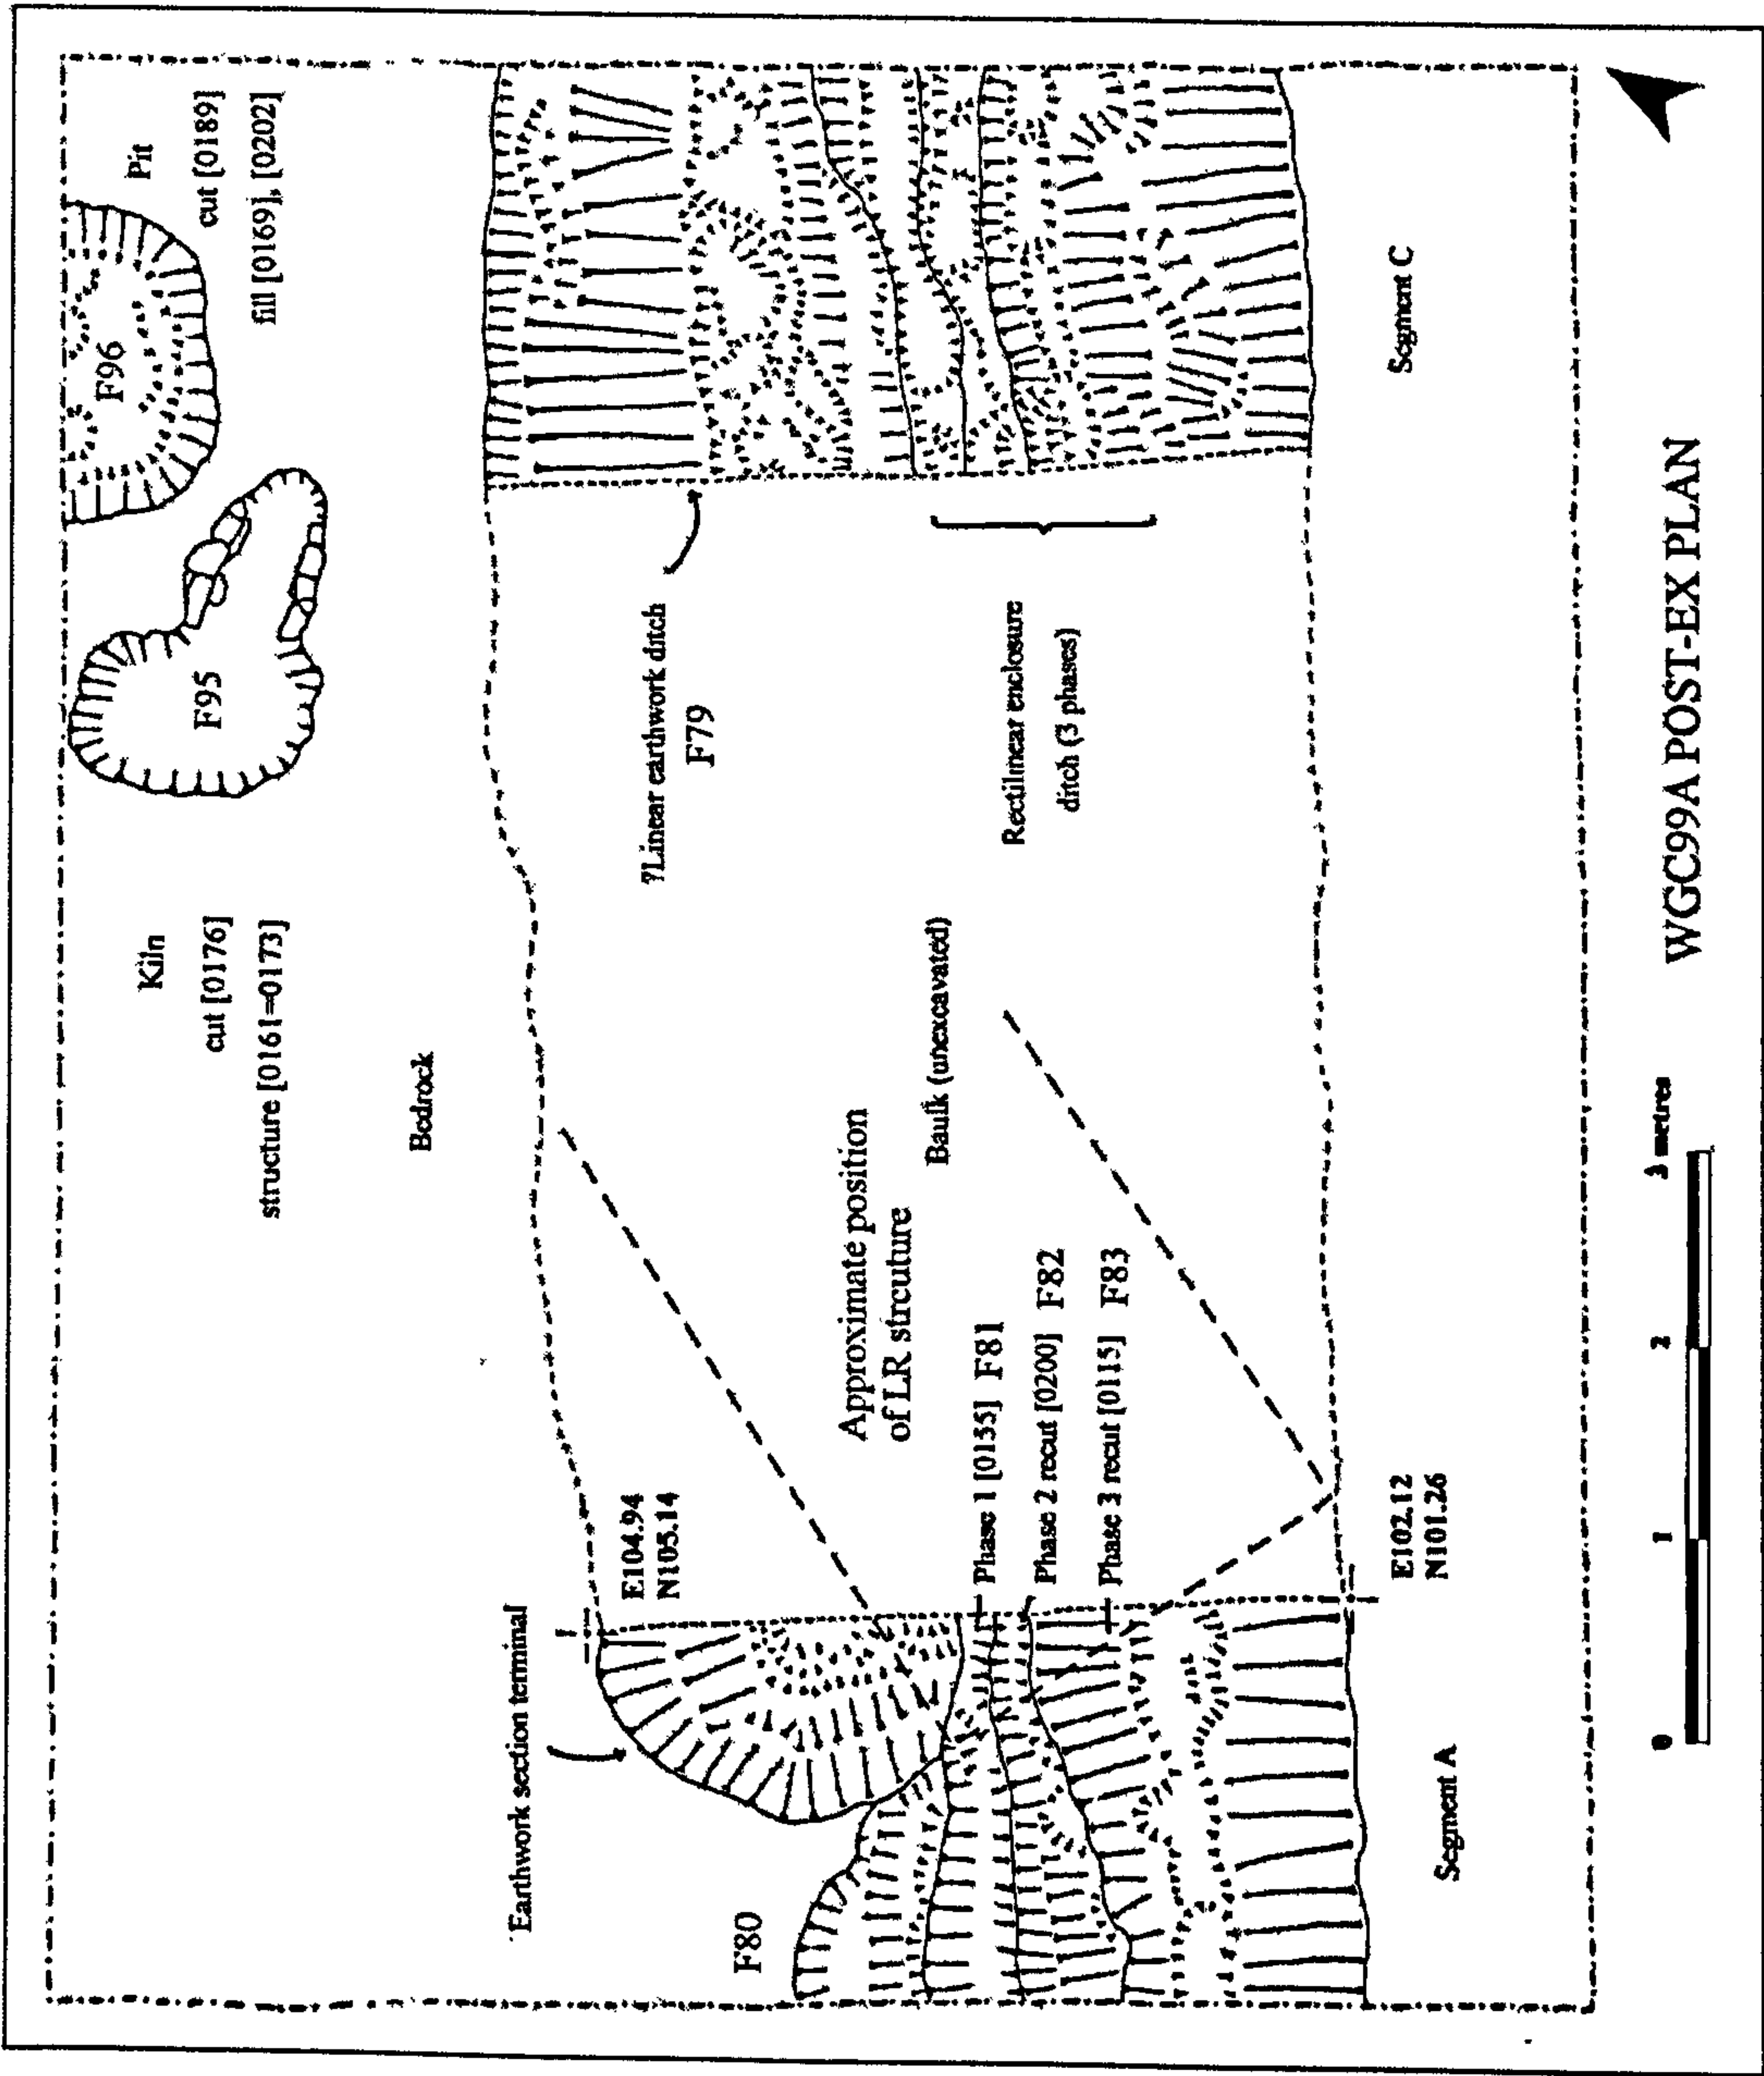 Kiln
cut [0176]
structure [0161=0173]
F95
F96
Pit
cut [0189]
fill [0169], [0202]
Bedrock
'Earthwork section terminal
E104.94
N105.14
?Linear earthwork ditch
F79
F80
Approximate position
of LR strcuture
Baulk (unexcavated)
Rectilinear enclosure
ditch (3 phases)
Phase 1 [0155] F81
Phase 2 recut [0200] F82
Phase 3 recut [0115] F83
E102.12
N101.26
Segment A
Segment C
0 1 2 3 metres
WGC99A POST-EX PLAN